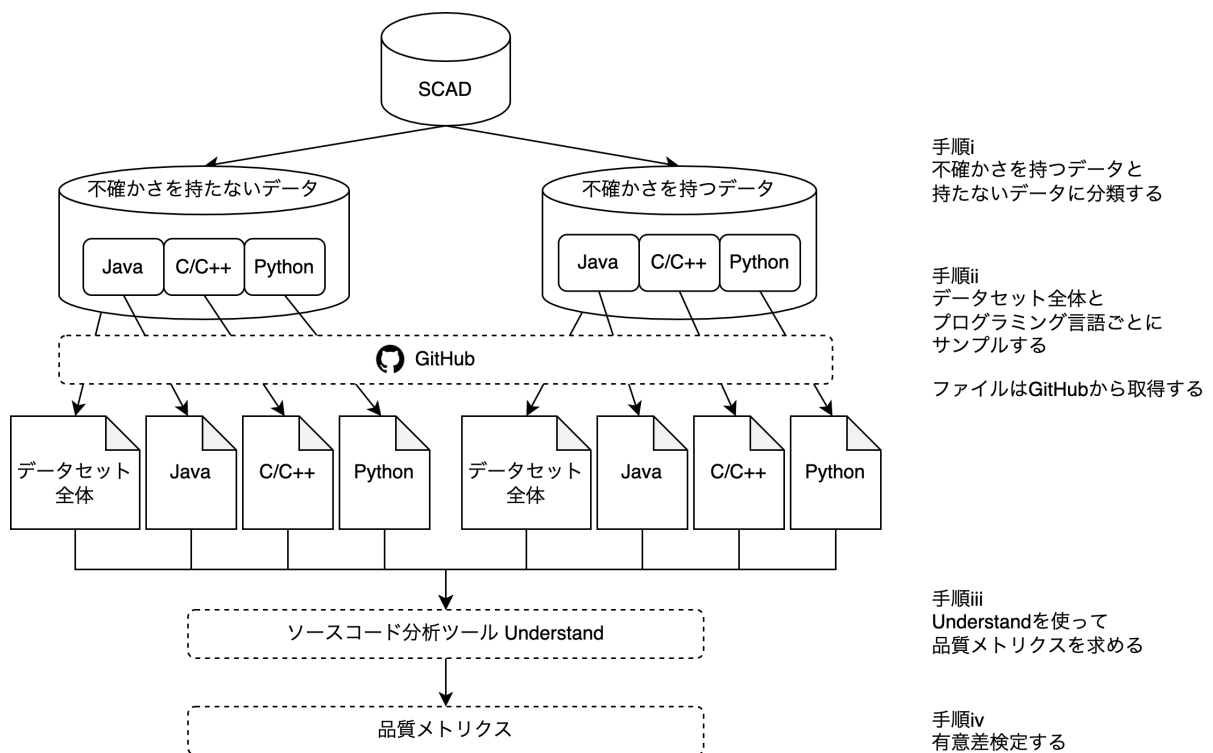 SCAD
手順i
不確かさを持つデータと
持たないデータに分類する
不確かさを持たないデータ
不確かさを持つデータ
Java
C/C++
Python
Java
C/C++
Python
手順ii
データセット全体と
プログラミング言語ごとに
サンプルする
ファイルはGitHubから取得する
GitHub
データセット
全体
Java
C/C++
Python
データセット
全体
Java
C/C++
Python
手順iii
Understandを使って
品質メトリクスを求める
ソースコード分析ツール Understand
品質メトリクス
手順iv
有意差検定する